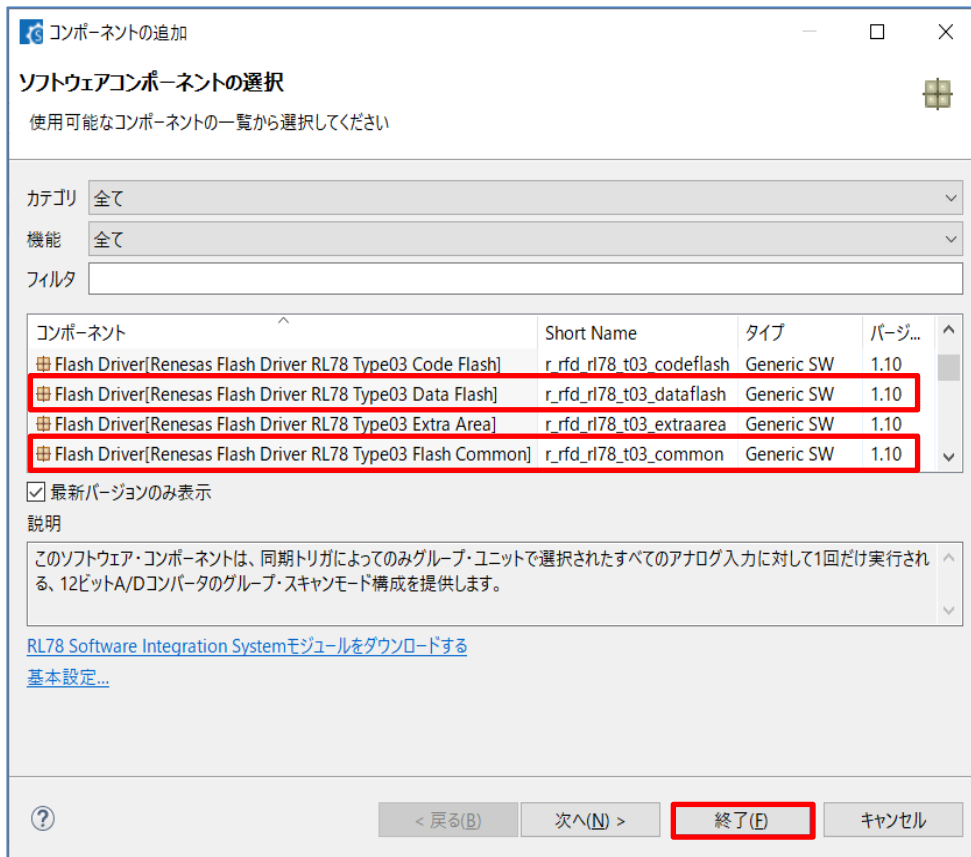 コンポーネントの追加
ソフトウェアコンポーネントの選択
使用可能なコンポーネントの一覧から選択してください
カテゴリ 全て
機能 全て
フィルタ
コンポーネント Short Name タイプ バージ...
Flash Driver[Renesas Flash Driver RL78 Type03 Code Flash] r_rfd_rl78_t03_codeflash Generic SW 1.10
Flash Driver[Renesas Flash Driver RL78 Type03 Data Flash] r_rfd_rl78_t03_dataflash Generic SW 1.10
Flash Driver[Renesas Flash Driver RL78 Type03 Extra Area] r_rfd_rl78_t03_extraarea Generic SW 1.10
Flash Driver[Renesas Flash Driver RL78 Type03 Flash Common] r_rfd_rl78_t03_common Generic SW 1.10
最新バージョンのみ表示
説明
このソフトウェア・コンポーネントは、同期トリガによってのみグループ・ユニットで選択されたすべてのアナログ入力に対して1回だけ実行され
る、12ビットA/Dコンバータのグループ・スキャンモード構成を提供します。
RL78 Software Integration Systemモジュールをダウンロードする
基本設定...
< 戻る(B) 次へ(N) > 終了(F) キャンセル